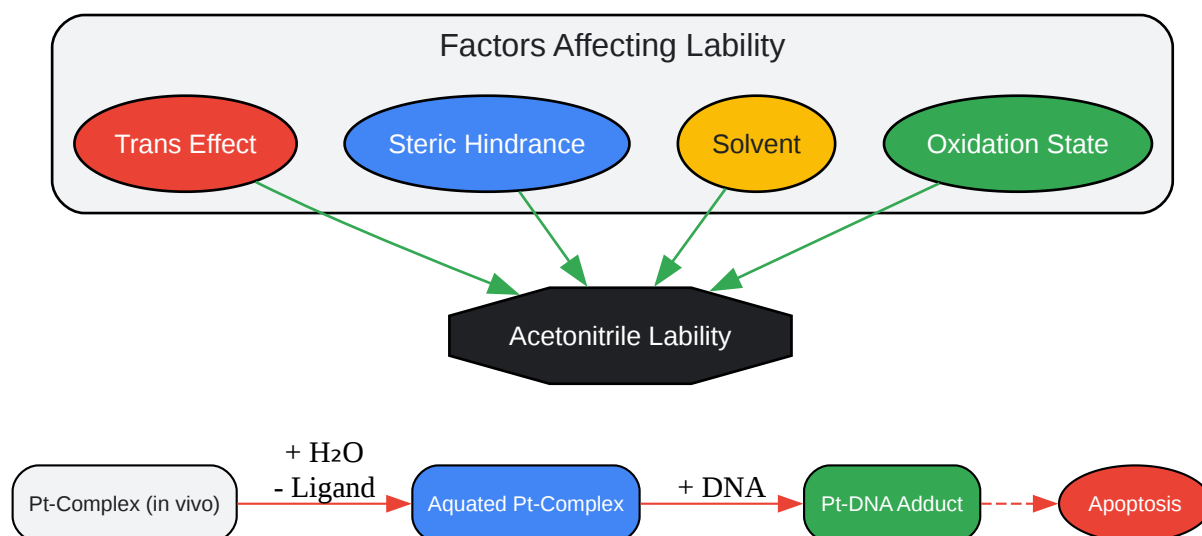 Factors Affecting Lability
Trans Effect
Steric Hindrance
Solvent
Oxidation State
Acetonitrile Lability
+ H₂O
- Ligand
+ DNA
Pt-Complex (in vivo)
Aquated Pt-Complex
Pt-DNA Adduct
Apoptosis